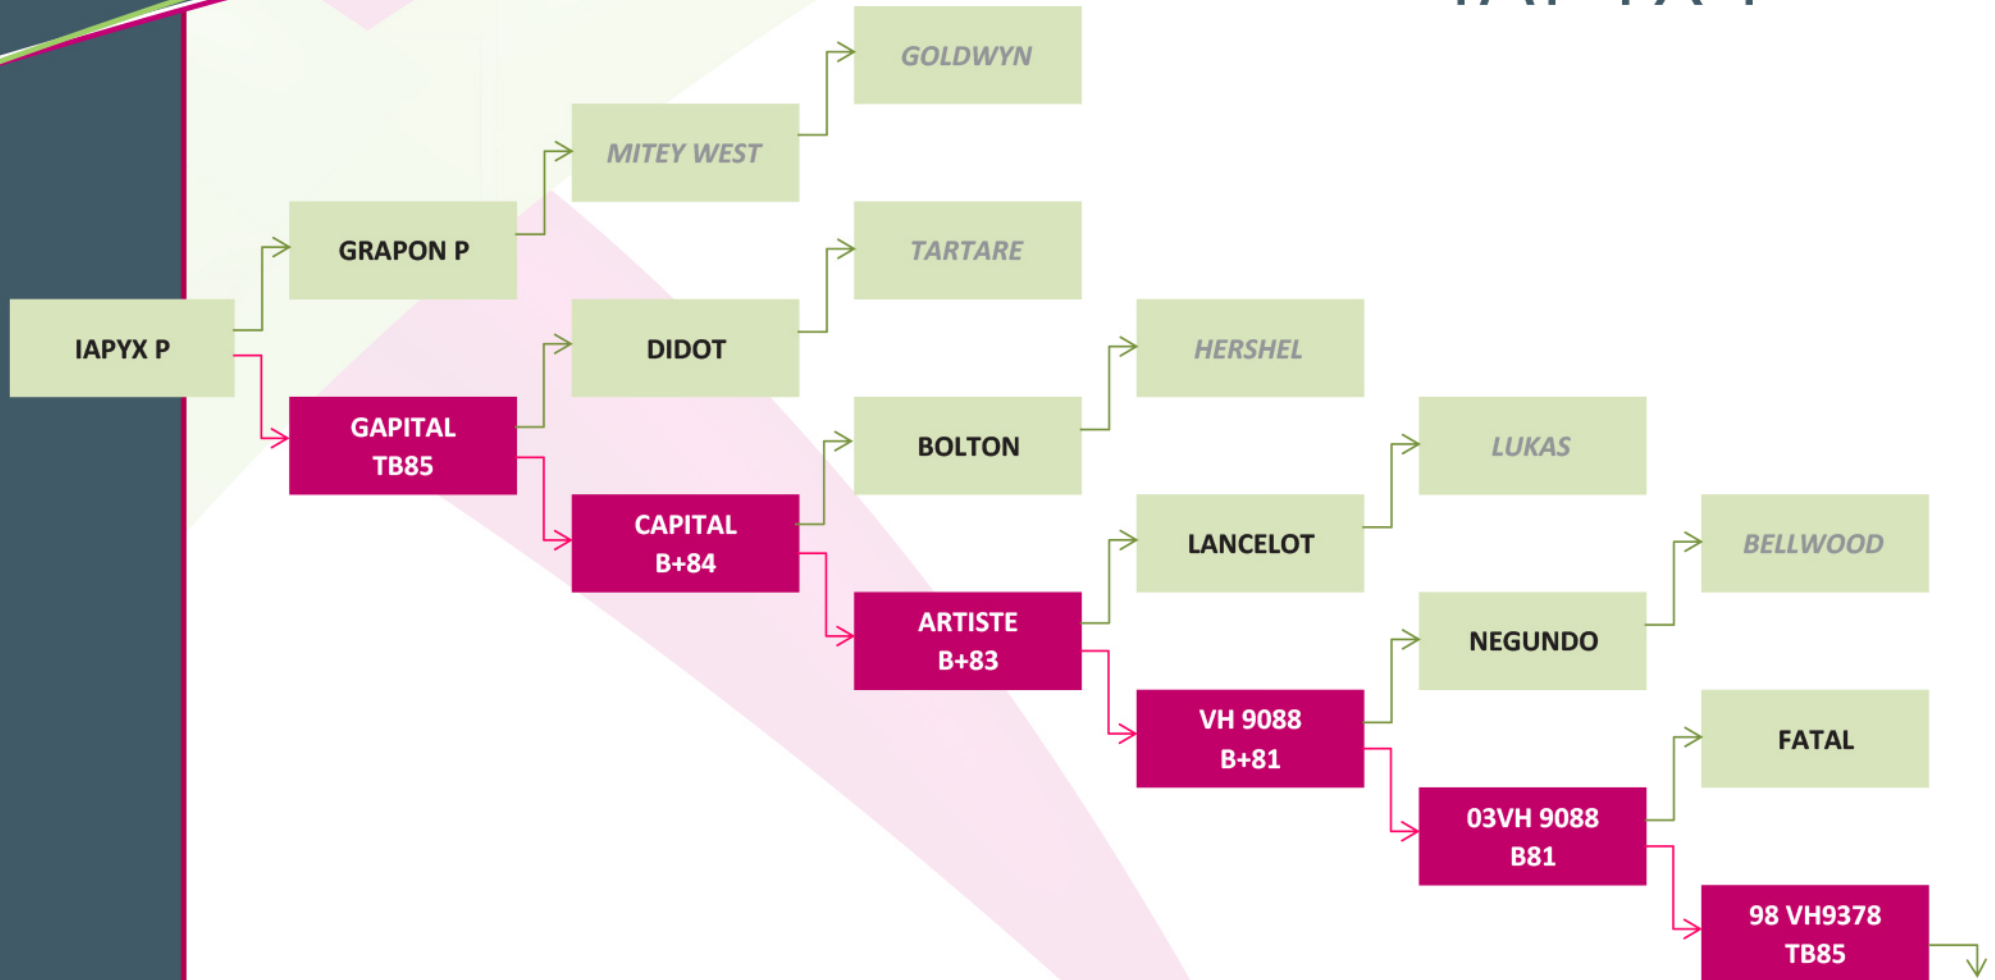 GOLDWYN
MITEY WEST
GRAPON P
TARTARE
IAPYX P
DIDOT
HERSHEL
GAPITAL
TB85
BOLTON
LUKAS
CAPITAL
B+84
LANCELOT
BELLWOOD
ARTISTE
B+83
NEGUNDO
VH 9088
B+81
FATAL
03VH 9088
B81
98 VH9378
TB85